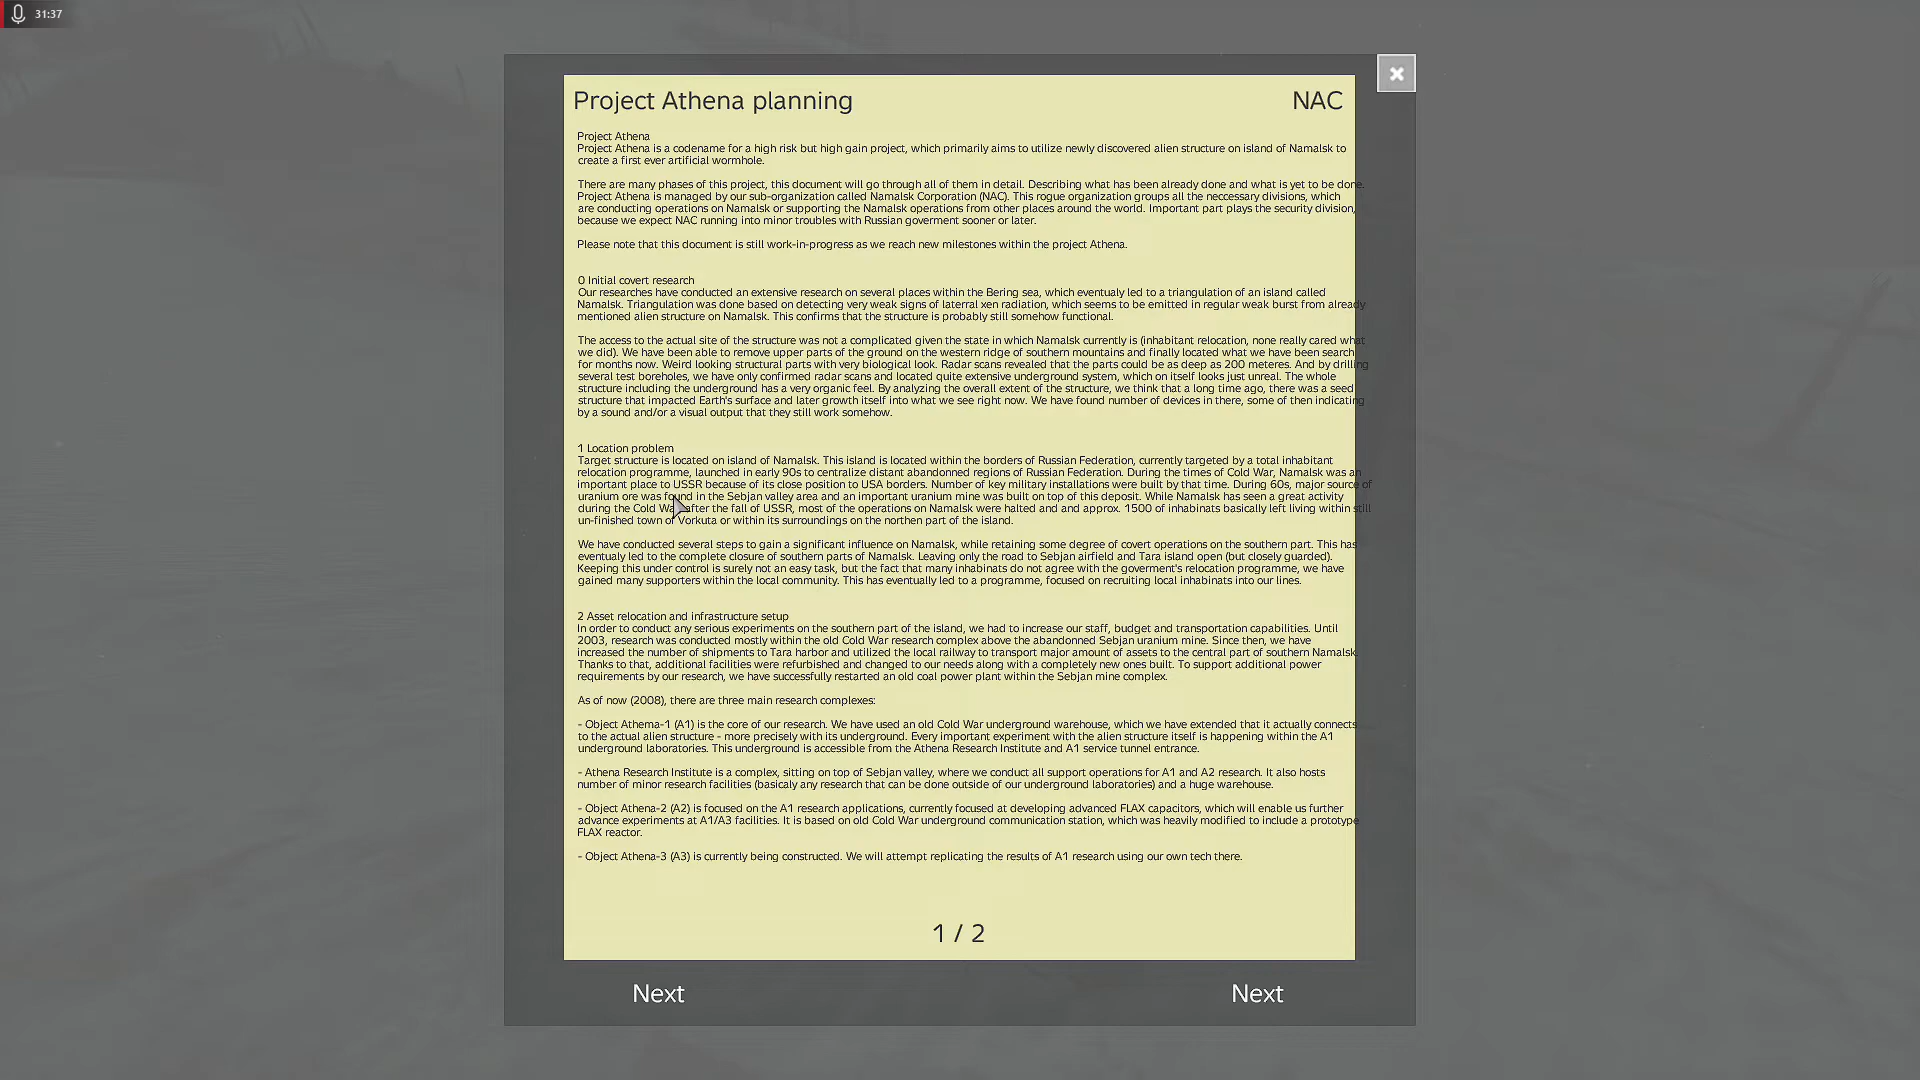 31:37
Project Athena planning NAC
Project Athena
Project Athena is a codename for a high risk but high gain project, which primarily aims to utilize newly discovered alien structure on island of Namalsk to
create a first ever artificial wormhole.
There are many phases of this project, this document will go through all of them in detail. Describing what has been already done and what is yet to be done.
Project Athena is managed by our sub-organization called Namalsk Corporation (NAC). This rogue organization groups all the neccessary divisions, which
are conducting operations on Namalsk or supporting the Namalsk operations from other places around the world. Important part plays the security division,
because we expect NAC running into minor troubles with Russian goverment sooner or later.
Please note that this document is still work-in-progress as we reach new milestones within the project Athena.
0 Initial covert research
Our researches have conducted an extensive research on several places within the Bering sea, which eventualy led to a triangulation of an island called
Namalsk. Triangulation was done based on detecting very weak signs of laterral xen radiation, which seems to be emitted in regular weak burst from already
mentioned alien structure on Namalsk. This confirms that the structure is probably still somehow functional.
The access to the actual site of the structure was not a complicated given the state in which Namalsk currently is (inhabitant relocation, none really cared what
we did). We have been able to remove upper parts of the ground on the western ridge of southern mountains and finally located what we have been search
for months now. Weird looking structural parts with very biological look. Radar scans revealed that the parts could be as deep as 200 meteres. And by drilling
several test boreholes, we have only confirmed radar scans and located quite extensive underground system, which on itself looks just unreal. The whole
structure including the underground has a very organic feel. By analyzing the overall extent of the structure, we think that a long time ago, there was a seed
structure that impacted Earth's surface and later growth itself into what we see right now. We have found number of devices in there, some of then indicating
by a sound and/or a visual output that they still work somehow.
1 Location problem
Target structure is located on island of Namalsk. This island is located within the borders of Russian Federation, currently targeted by a total inhabitant
relocation programme, launched in early 90s to centralize distant abandonned regions of Russian Federation. During the times of Cold War, Namalsk was an
important place to USSR because of its close position to USA borders. Number of key military installations were built by that time. During 60s, major source of
uranium ore was found in the Sebjan valley area and an important uranium mine was built on top of this deposit. While Namalsk has seen a great activity
during the Cold War, after the fall of USSR, most of the operations on Namalsk were halted and and approx. 1500 of inhabinats basically left living within still
un-finished town of Vorkuta or within its surroundings on the northen part of the island.
We have conducted several steps to gain a significant influence on Namalsk, while retaining some degree of covert operations on the southern part. This has
eventualy led to the complete closure of southern parts of Namalsk. Leaving only the road to Sebjan airfield and Tara island open (but closely guarded).
Keeping this under control is surely not an easy task, but the fact that many inhabinats do not agree with the goverment's relocation programme, we have
gained many supporters within the local community. This has eventually led to a programme, focused on recruiting local inhabinats into our lines.
2 Asset relocation and infrastructure setup
In order to conduct any serious experiments on the southern part of the island, we had to increase our staff, budget and transportation capabilities. Until
2003, research was conducted mostly within the old Cold War research complex above the abandonned Sebjan uranium mine. Since then, we have
increased the number of shipments to Tara harbor and utilized the local railway to transport major amount of assets to the central part of southern Namalsk.
Thanks to that, additional facilities were refurbished and changed to our needs along with a completely new ones built. To support additional power
requirements by our research, we have successfully restarted an old coal power plant within the Sebjan mine complex.
As of now (2008), there are three main research complexes:
- Object Athema-1 (A1) is the core of our research. We have used an old Cold War underground warehouse, which we have extended that it actually connects
to the actual alien structure - more precisely with its underground. Every important experiment with the alien structure itself is happening within the A1
underground laboratories. This underground is accessible from the Athena Research Institute and A1 service tunnel entrance.
- Athena Research Institute is a complex, sitting on top of Sebjan valley, where we conduct all support operations for A1 and A2 research. It also hosts
number of minor research facilities (basicaly any research that can be done outside of our underground laboratories) and a huge warehouse.
- Object Athena-2 (A2) is focused on the A1 research applications, currently focused at developing advanced FLAX capacitors, which will enable us further
advance experiments at A1/A3 facilities. It is based on old Cold War underground communication station, which was heavily modified to include a prototype
FLAX reactor.
- Object Athena-3 (A3) is currently being constructed. We will attempt replicating the results of A1 research using our own tech there.
1 / 2
Next Next